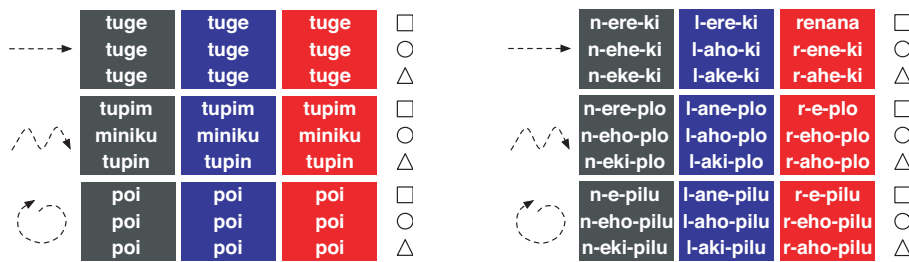 tuge tuge tuge n-ere-ki l-ere-ki renana
tuge tuge tuge n-ehe-ki l-aho-ki r-ene-ki
tuge tuge tuge n-eke-ki l-ake-ki r-ahe-ki
tupim tupim tupim n-ere-plo l-ane-plo r-e-plo
miniku miniku miniku n-eho-plo l-aho-plo r-eho-plo
tupin tupin tupin n-eki-plo l-aki-plo r-aho-plo
poi poi poi n-e-pilu l-ane-pilu r-e-pilu
poi poi poi n-eho-pilu l-aho-pilu r-eho-pilu
poi poi poi n-eki-pilu l-aki-pilu r-aho-pilu